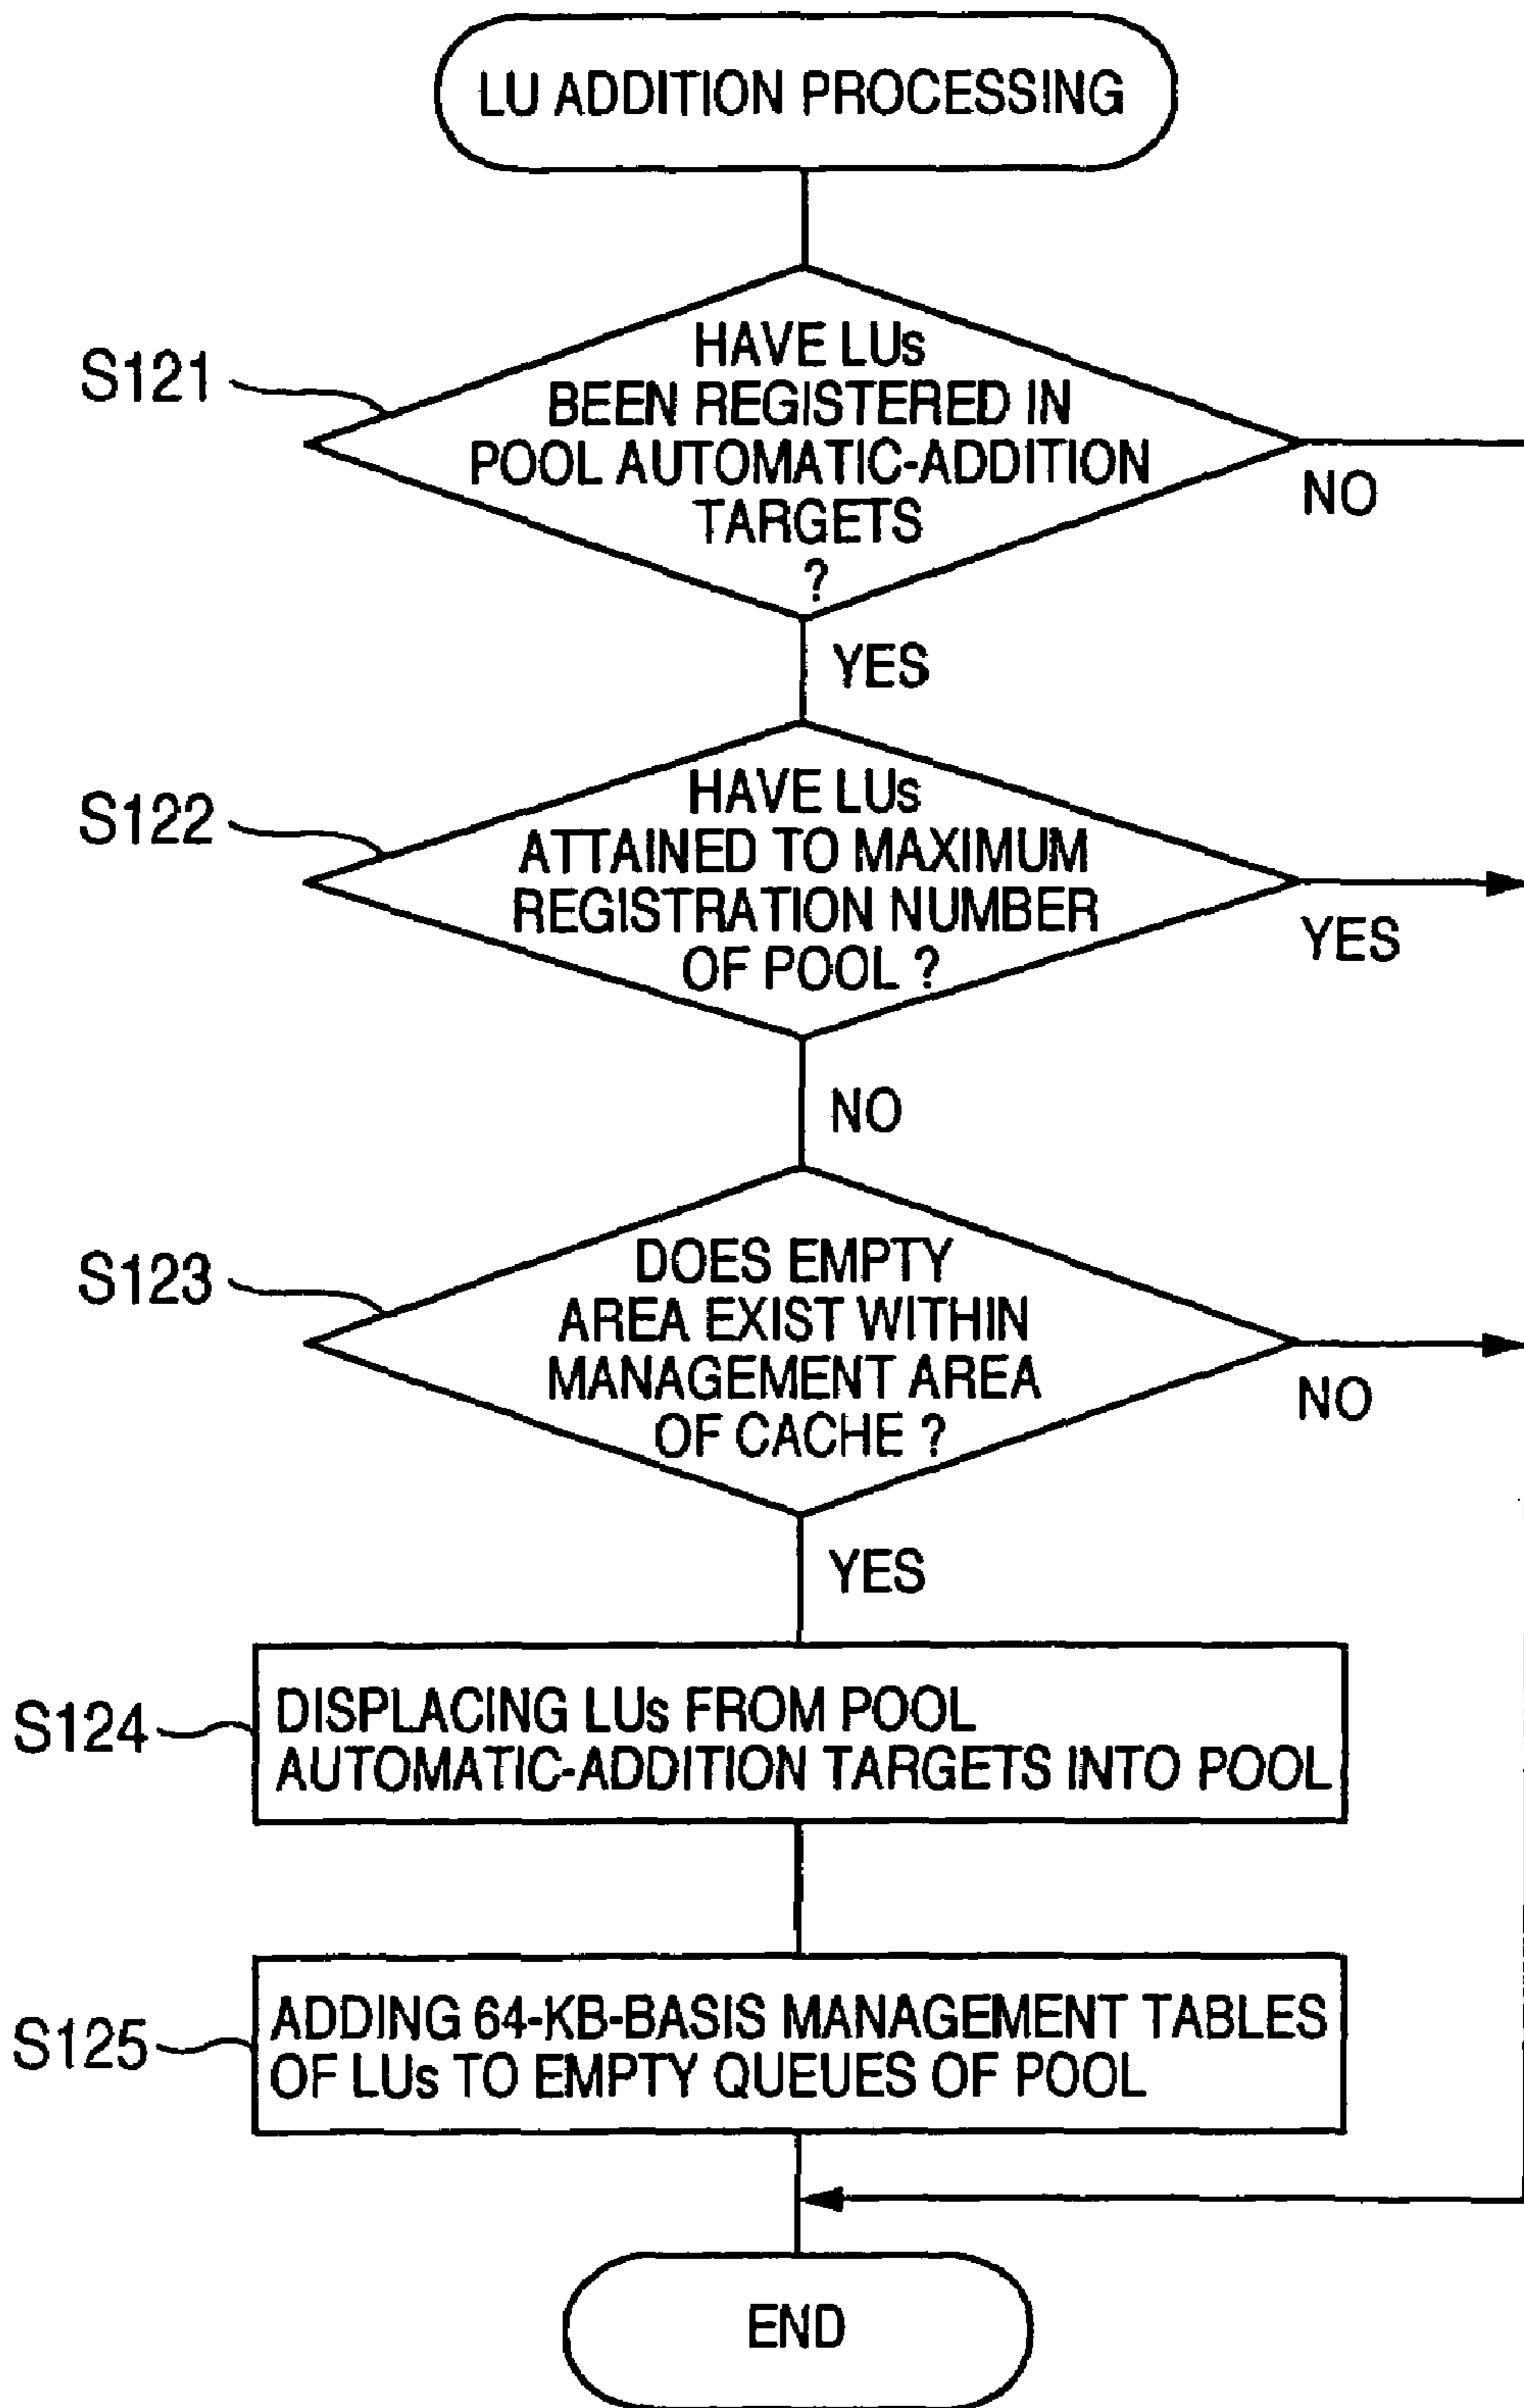 LU ADDITION PROCESSING
S121
HAVE LUs
BEEN REGISTERED IN
POOL AUTOMATIC-ADDITION
TARGETS
?
NO
YES
S122
HAVE LUs
ATTAINED TO MAXIMUM
REGISTRATION NUMBER
OF POOL ?
YES
NO
S123
DOES EMPTY
AREA EXIST WITHIN
MANAGEMENT AREA
OF CACHE ?
NO
YES
S124
DISPLACING LUs FROM POOL
AUTOMATIC-ADDITION TARGETS INTO POOL
S125
ADDING 64-KB-BASIS MANAGEMENT TABLES
OF LUs TO EMPTY QUEUES OF POOL
END